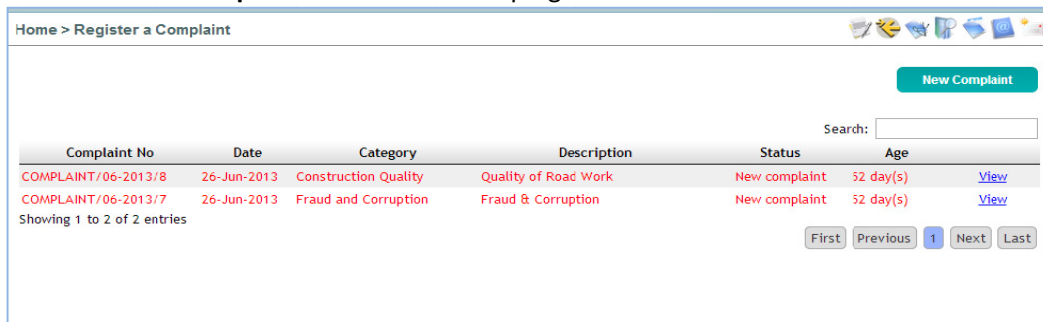 Home > Register a Complaint
New Complaint
Search:
Complaint No Date Category Description Status Age
COMPLAINT/06-2013/8 26-Jun-2013 Construction Quality Quality of Road Work New complaint 52 day(s) View
COMPLAINT/06-2013/7 26-Jun-2013 Fraud and Corruption Fraud & Corruption New complaint 52 day(s) View
Showing 1 to 2 of 2 entries
First Previous 1 Next Last